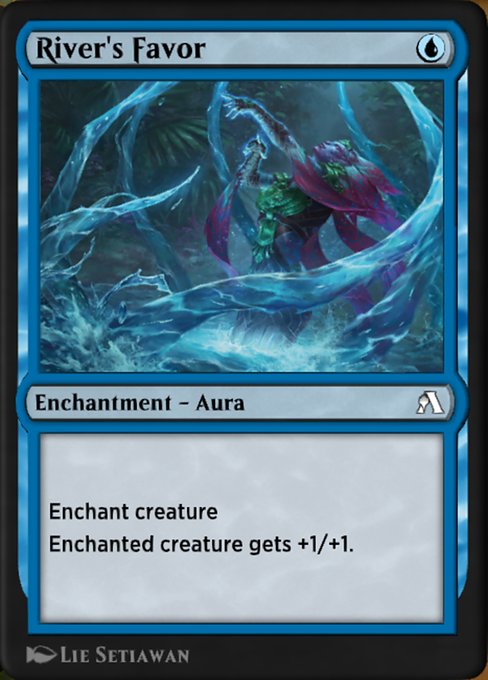 River's Favor
Enchantment – Aura
Enchant creature
Enchanted creature gets +1/+1.
Lie Setiawan